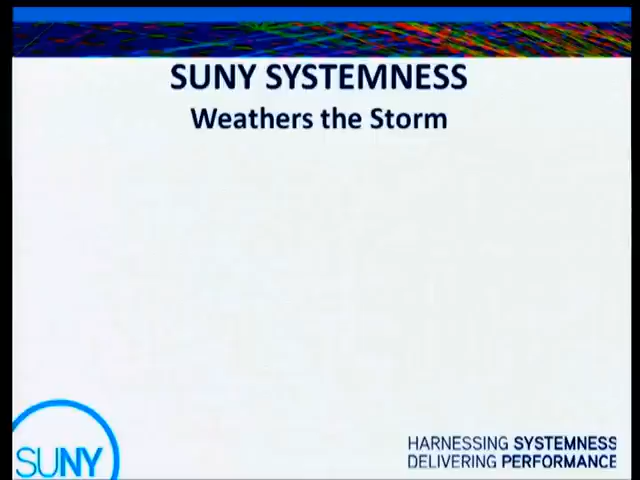 SUNY SYSTEMNESS
Weathers the Storm
HARNESSING SYSTEMNESS
DELIVERING PERFORMANCE
SUNY